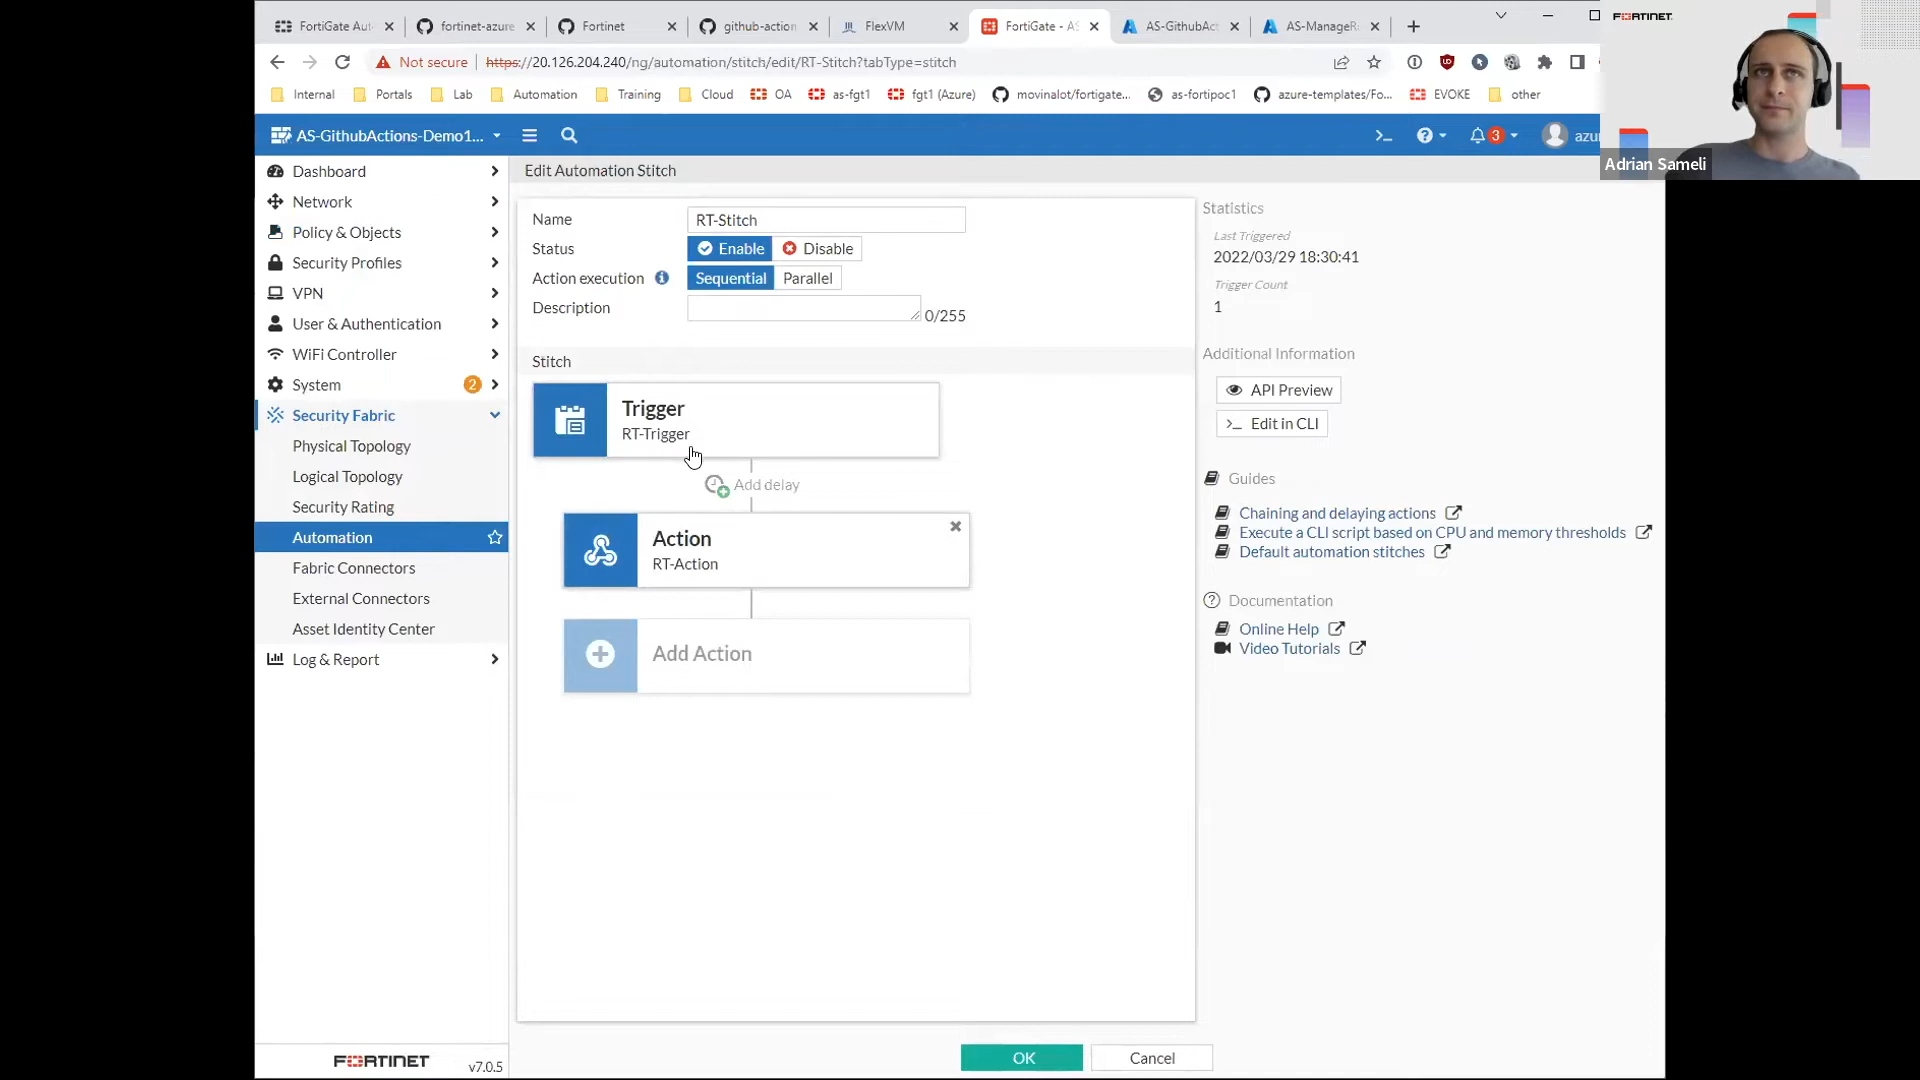 FortiGate Aut
fortinet-azure
Fortinet
github-action
FlexVM
FortiGate - AS
AS-GithubAct
AS-ManageR
Not secure
https://20.126.204.240/ng/automation/stitch/edit/RT-Stitch?tabType=stitch
Internal
Portals
Lab
Automation
Training
Cloud
OA
as-fgt1
fgt1 (Azure)
movinalot/fortigate...
as-fortipoc1
azure-templates/Fo...
EVOKE
other
FORTINET
Adrian Sameli
AS-GithubActions-Demo1...
3
azu
Dashboard
Network
Policy & Objects
Security Profiles
VPN
User & Authentication
WiFi Controller
System
2
Security Fabric
Physical Topology
Logical Topology
Security Rating
Automation
Fabric Connectors
External Connectors
Asset Identity Center
Log & Report
FORTINET
v7.0.5
Edit Automation Stitch
Name
RT-Stitch
Status
Enable
Disable
Action execution
Sequential
Parallel
Description
0/255
Stitch
Trigger
RT-Trigger
Add delay
Action
RT-Action
Add Action
OK
Cancel
Statistics
Last Triggered
2022/03/29 18:30:41
Trigger Count
1
Additional Information
API Preview
>_ Edit in CLI
Guides
Chaining and delaying actions
Execute a CLI script based on CPU and memory thresholds
Default automation stitches
Documentation
Online Help
Video Tutorials